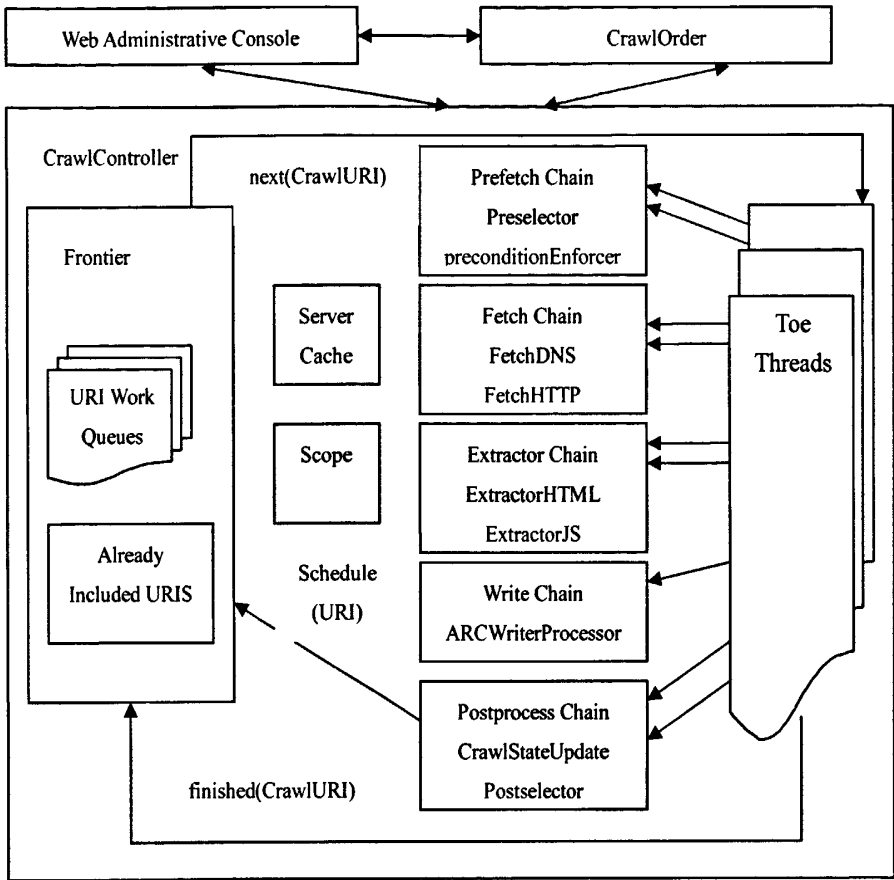 Web Administrative Console
CrawlOrder
CrawlController
next(CrawlURI)
Frontier
URI Work
Queues
Already
Included URIS
Server
Cache
Scope
Schedule
(URI)
Prefetch Chain
Preselector
preconditionEnforcer
Fetch Chain
FetchDNS
FetchHTTP
Extractor Chain
ExtractorHTML
ExtractorJS
Write Chain
ARCWriterProcessor
Postprocess Chain
CrawlStateUpdate
Postselector
Toe
Threads
finished(CrawlURI)